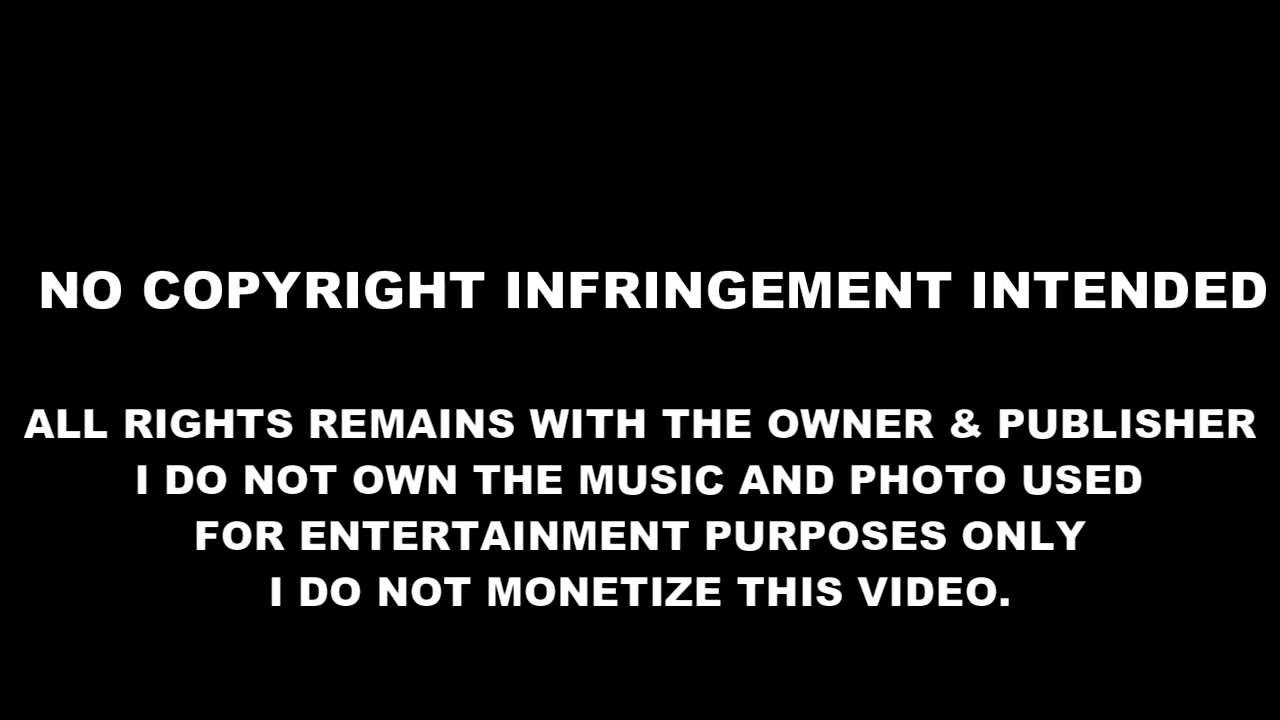 NO COPYRIGHT INFRINGEMENT INTENDED
ALL RIGHTS REMAINS WITH THE OWNER & PUBLISHER
I DO NOT OWN THE MUSIC AND PHOTO USED
FOR ENTERTAINMENT PURPOSES ONLY
I DO NOT MONETIZE THIS VIDEO.